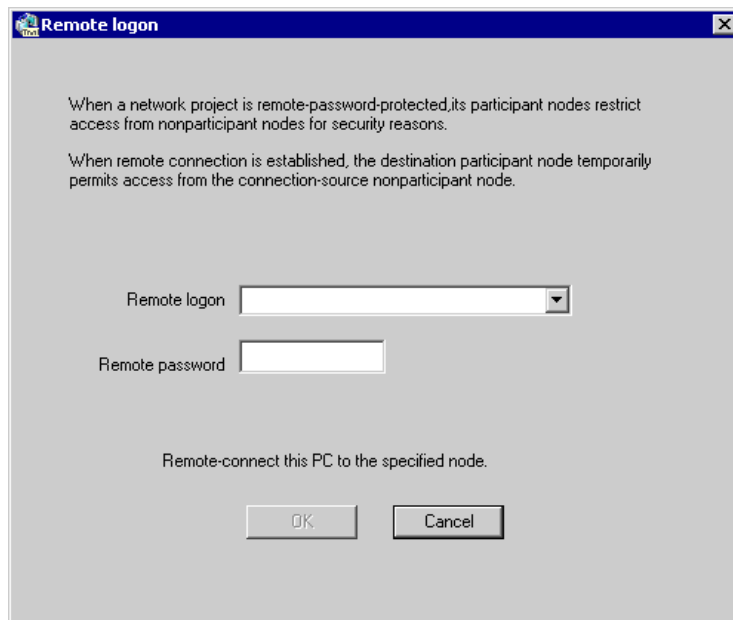 Remote logon
When a network project is remote-password-protected,its participant nodes restrict
access from nonparticipant nodes for security reasons.
When remote connection is established, the destination participant node temporarily
permits access from the connection-source nonparticipant node.
Remote logon
Remote password
Remote-connect this PC to the specified node.
OK Cancel